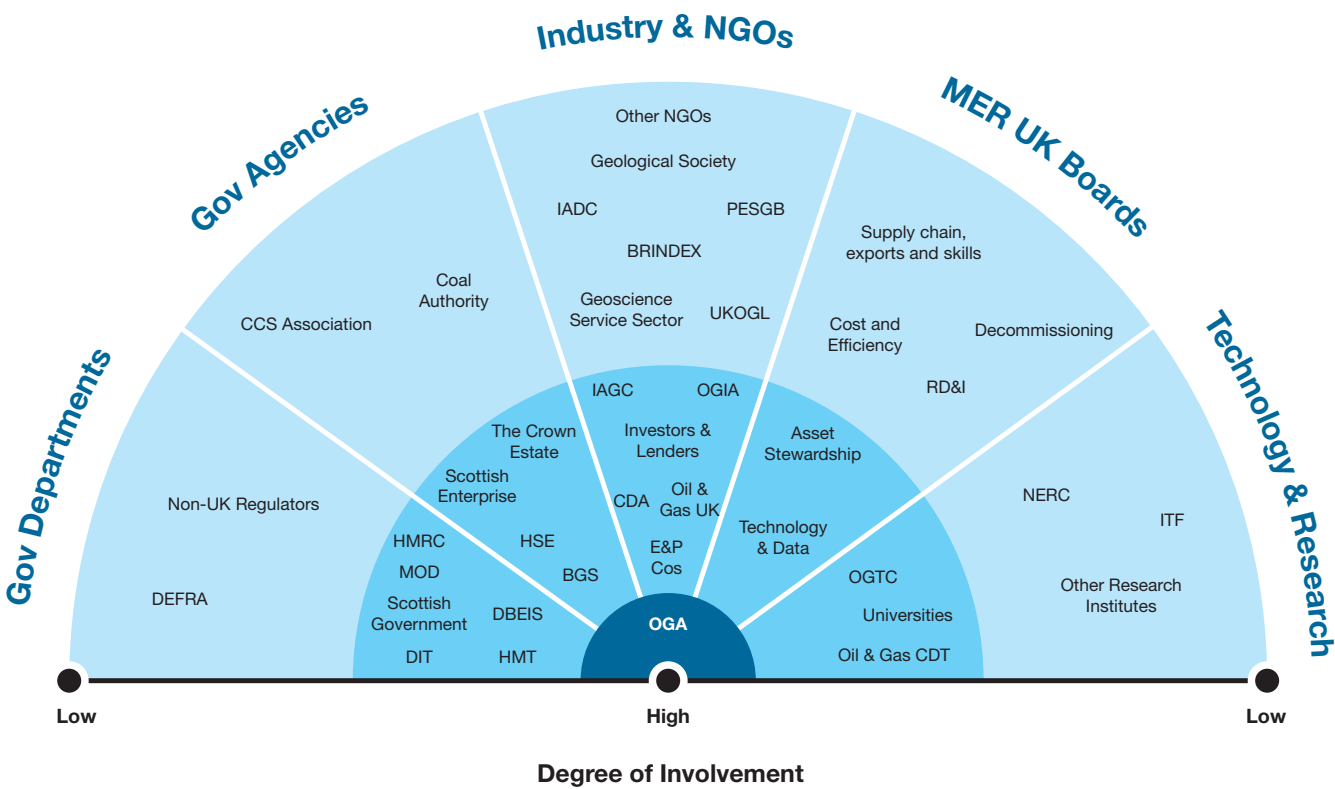 Industry & NGOs
Gov Agencies
MER UK Boards
Gov Departments
Technology & Research
Other NGOs
Geological Society
IADC
PESGB
BRINDEX
Geoscience
Service Sector
UKOGL
Coal
Authority
CCS Association
Supply chain,
exports and skills
Cost and
Efficiency
Decommissioning
RD&I
Non-UK Regulators
DEFRA
NERC
ITF
Other Research
Institutes
IAGC
OGIA
Investors &
Lenders
CDA
Oil &
Gas UK
E&P
Cos
The Crown
Estate
Scottish
Enterprise
HSE
BGS
Asset
Stewardship
Technology
& Data
HMRC
MOD
Scottish
Government
DBEIS
DIT
HMT
OGTC
Universities
Oil & Gas CDT
OGA
Low
High
Low
Degree of Involvement